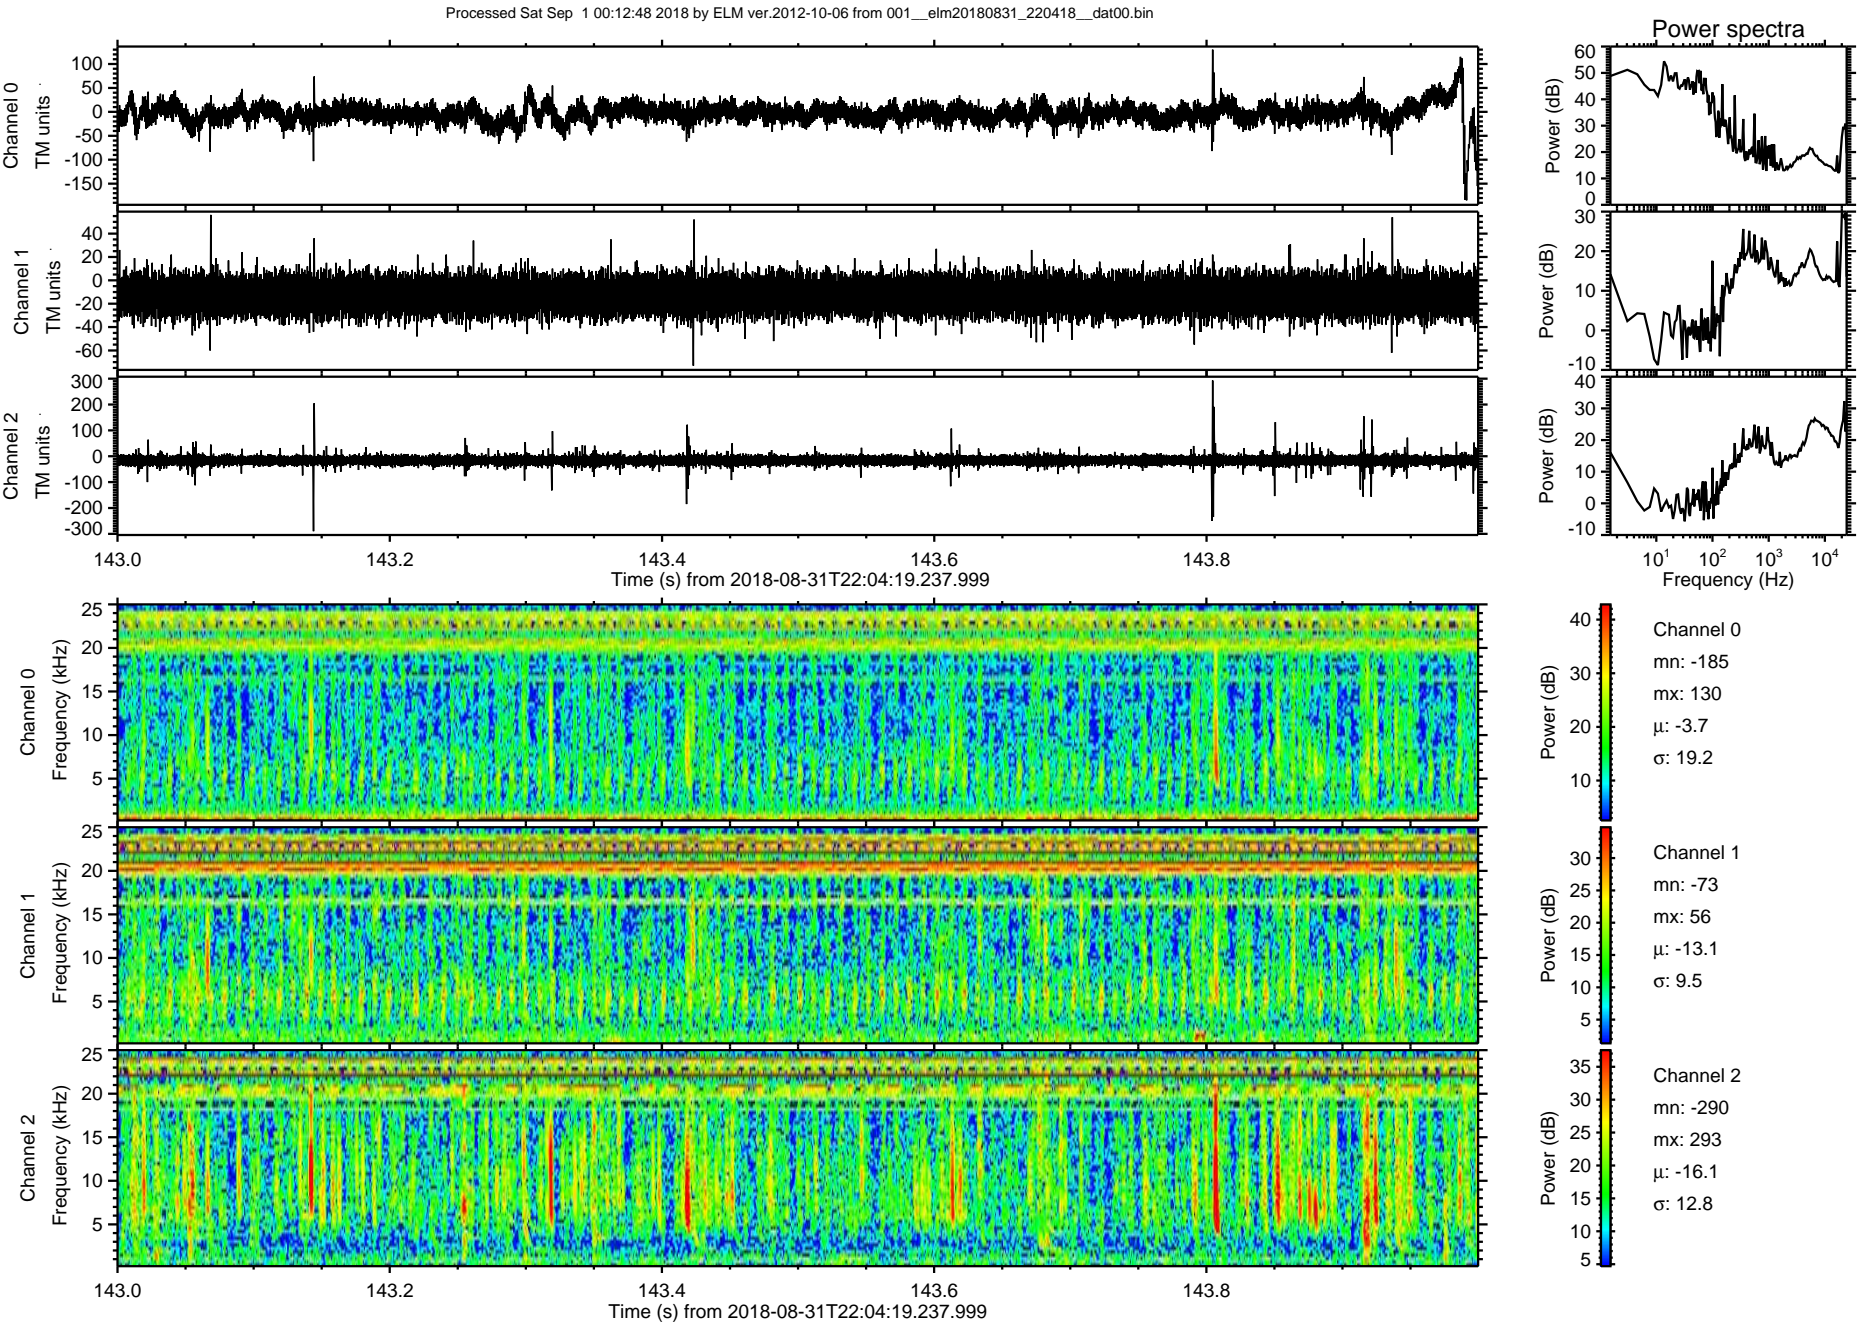 Processed Sat Sep 1 00:12:48 2018 by ELM ver.2012-10-06 from 001__elm20180831_220418__dat00.bin
Power spectra
Channel 0
TM units
100
50
0
-50
-100
-150
Power (dB)
60
50
40
30
20
10
0
Channel 1
TM units
40
20
0
-20
-40
-60
Power (dB)
30
20
10
0
-10
Channel 2
TM units
300
200
100
0
-100
-200
-300
Power (dB)
40
30
20
10
0
-10
143.0 143.2 143.4 143.6 143.8
Time (s) from 2018-08-31T22:04:19.237.999
10¹ 10² 10³ 10⁴
Frequency (Hz)
Channel 0
Frequency (kHz)
25
20
15
10
5
Power (dB)
40
30
20
10
Channel 0
mn: -185
mx: 130
μ: -3.7
σ: 19.2
Channel 1
Frequency (kHz)
25
20
15
10
5
Power (dB)
30
25
20
15
10
5
Channel 1
mn: -73
mx: 56
μ: -13.1
σ: 9.5
Channel 2
Frequency (kHz)
25
20
15
10
5
Power (dB)
35
30
25
20
15
10
5
Channel 2
mn: -290
mx: 293
μ: -16.1
σ: 12.8
143.0 143.2 143.4 143.6 143.8
Time (s) from 2018-08-31T22:04:19.237.999